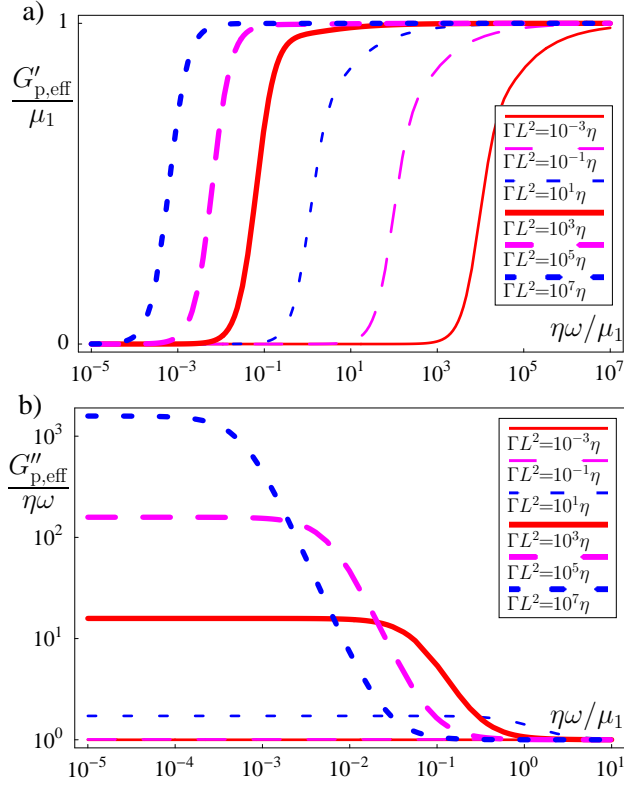 a)
G′p,eff
μ1
1
0
ΓL²=10⁻³η
ΓL²=10⁻¹η
ΓL²=10¹η
ΓL²=10³η
ΓL²=10⁵η
ΓL²=10⁷η
ηω/μ1
10⁻⁵ 10⁻³ 10⁻¹ 10¹ 10³ 10⁵ 10⁷
b)
G″p,eff
ηω
10³
10²
10¹
10⁰
ΓL²=10⁻³η
ΓL²=10⁻¹η
ΓL²=10¹η
ΓL²=10³η
ΓL²=10⁵η
ΓL²=10⁷η
ηω/μ1
10⁻⁵ 10⁻⁴ 10⁻³ 10⁻² 10⁻¹ 10⁰ 10¹